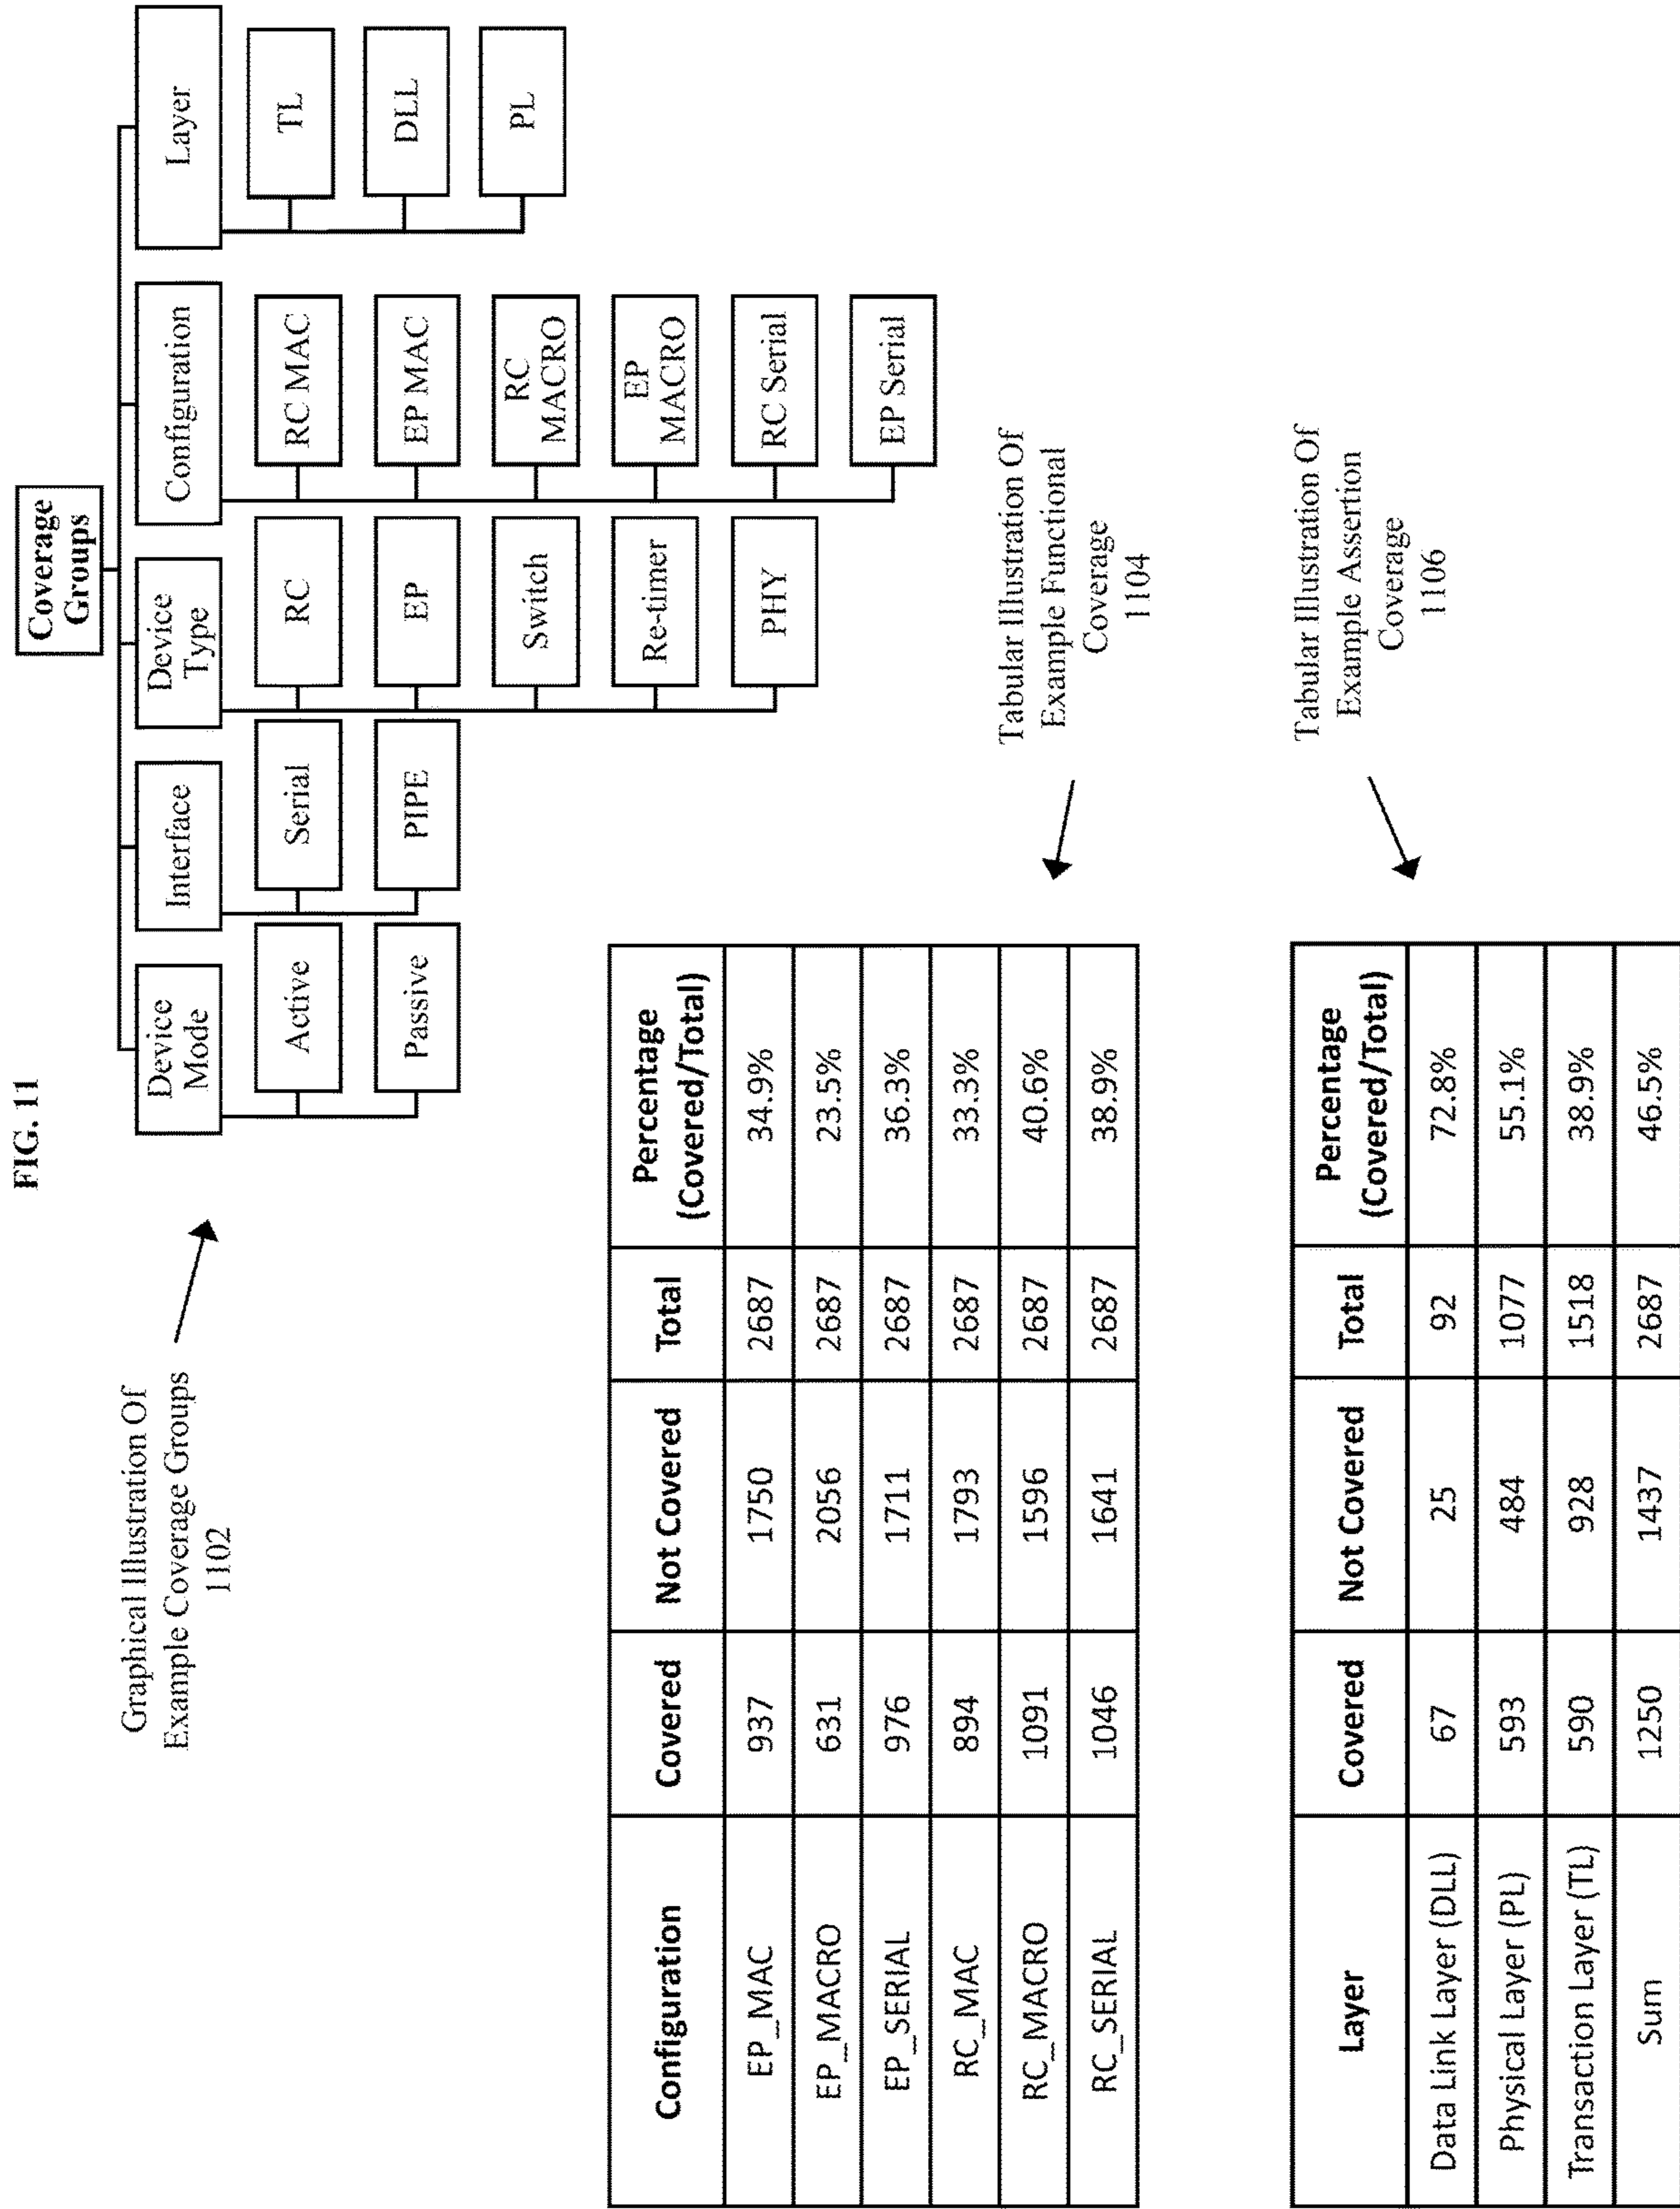 FIG. 11
Graphical Illustration Of
Example Coverage Groups
1102
Coverage
Groups
Device
Mode
Active
Passive
Interface
Serial
PIPE
Device
Type
RC
EP
Switch
Re-timer
PHY
Configuration
RC MAC
EP MAC
RC
MACRO
EP
MACRO
RC Serial
EP Serial
Layer
TL
DLL
PL
Configuration Covered Not Covered Total Percentage
(Covered/Total)
EP_MAC 937 1750 2687 34.9%
EP_MACRO 631 2056 2687 23.5%
EP_SERIAL 976 1711 2687 36.3%
RC_MAC 894 1793 2687 33.3%
RC_MACRO 1091 1596 2687 40.6%
RC_SERIAL 1046 1641 2687 38.9%
Tabular Illustration Of
Example Functional
Coverage
1104
Layer Covered Not Covered Total Percentage
(Covered/Total)
Data Link Layer (DLL) 67 25 92 72.8%
Physical Layer (PL) 593 484 1077 55.1%
Transaction Layer (TL) 590 928 1518 38.9%
Sum 1250 1437 2687 46.5%
Tabular Illustration Of
Example Assertion
Coverage
1106